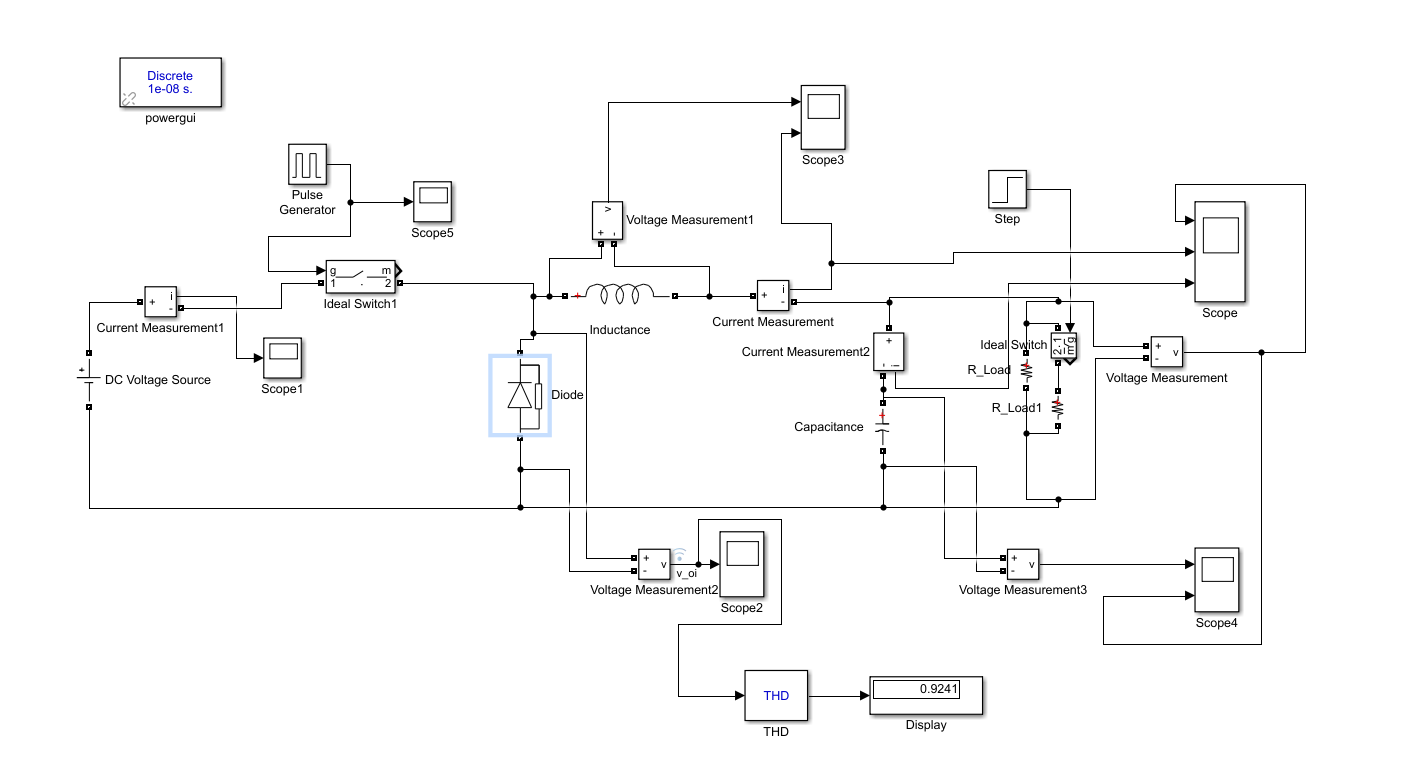 Discrete
1e-08 s.
powergui
Pulse
Generator
Scope5
Scope3
v
+ -
Voltage Measurement1
Step
g m
1 2
Ideal Switch1
+ i
-
Current Measurement1
Scope1
+
DC Voltage Source
+
Inductance
+ i
-
Current Measurement
Scope
Current Measurement2
+
- i
Ideal Switch
2 1
m g
R_Load
R_Load1
+
- v
Voltage Measurement
Diode
+
Capacitance
+
- v
Voltage Measurement2
v_oi
Scope2
+
- v
Voltage Measurement3
Scope4
THD
THD
0.9241
Display